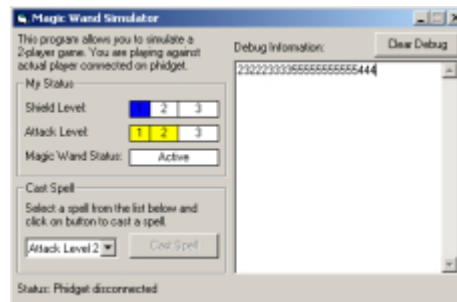 Magic Wand Simulator
This program allows you to simulate a
2-player game. You are playing against
actual player connected on phidget.
My Status
Shield Level:
1 2 3
Attack Level:
1 2 3
Magic Wand Status:
Active
Cast Spell
Select a spell from the list below and
click on button to cast a spell.
Attack Level 2
Cast Spell
Status: Phidget disconnected
Debug Information:
Clear Debug